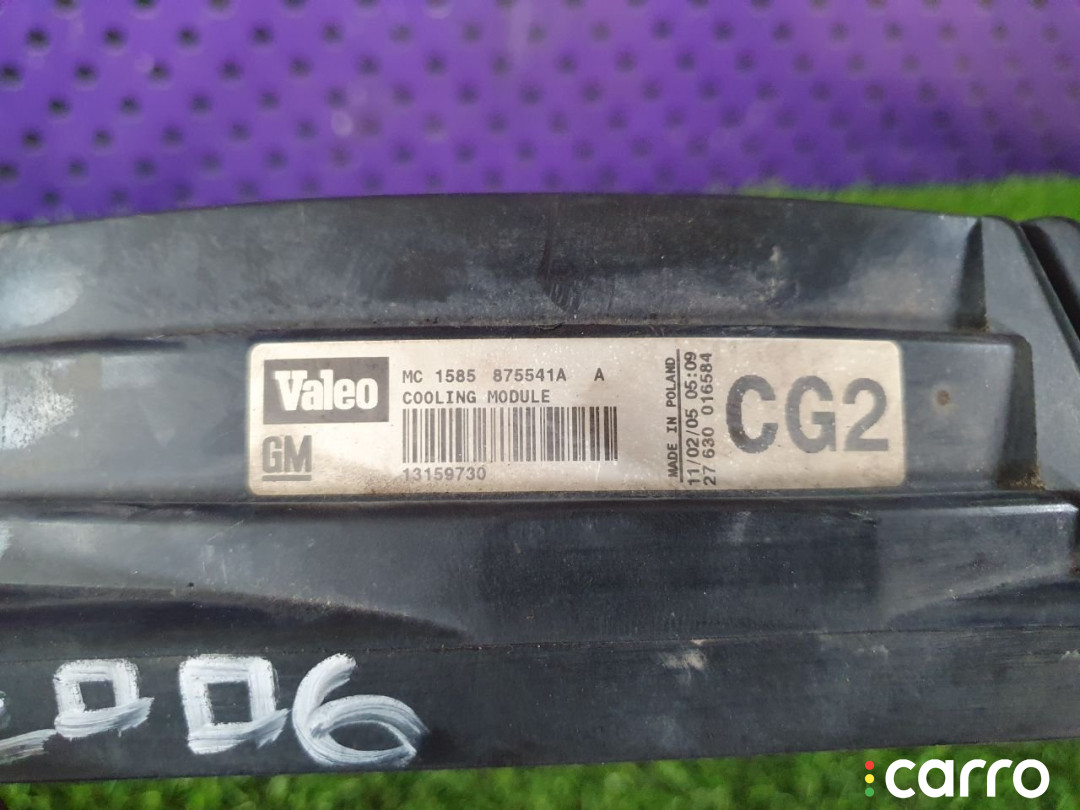 Valeo
MC 1585 875541A A
COOLING MODULE
GM
13159730
MADE IN POLAND
11/02/05 05:09
27 630 016584
CG2
006
carro